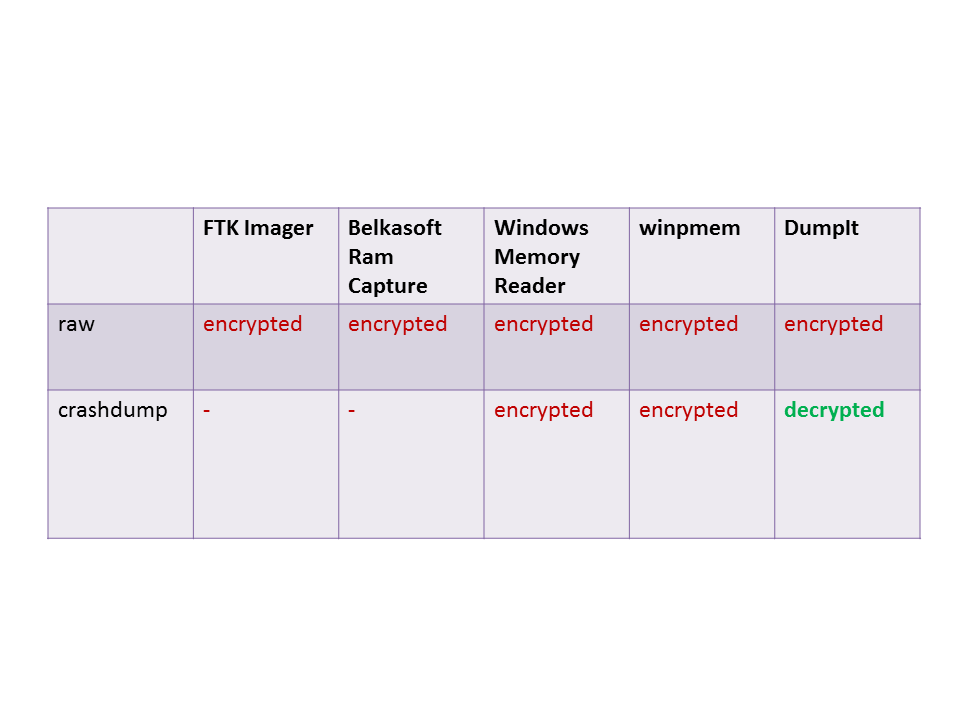 FTK Imager Belkasoft Ram Capture Windows Memory Reader winpmem DumpIt
raw encrypted encrypted encrypted encrypted encrypted
crashdump - - encrypted encrypted decrypted